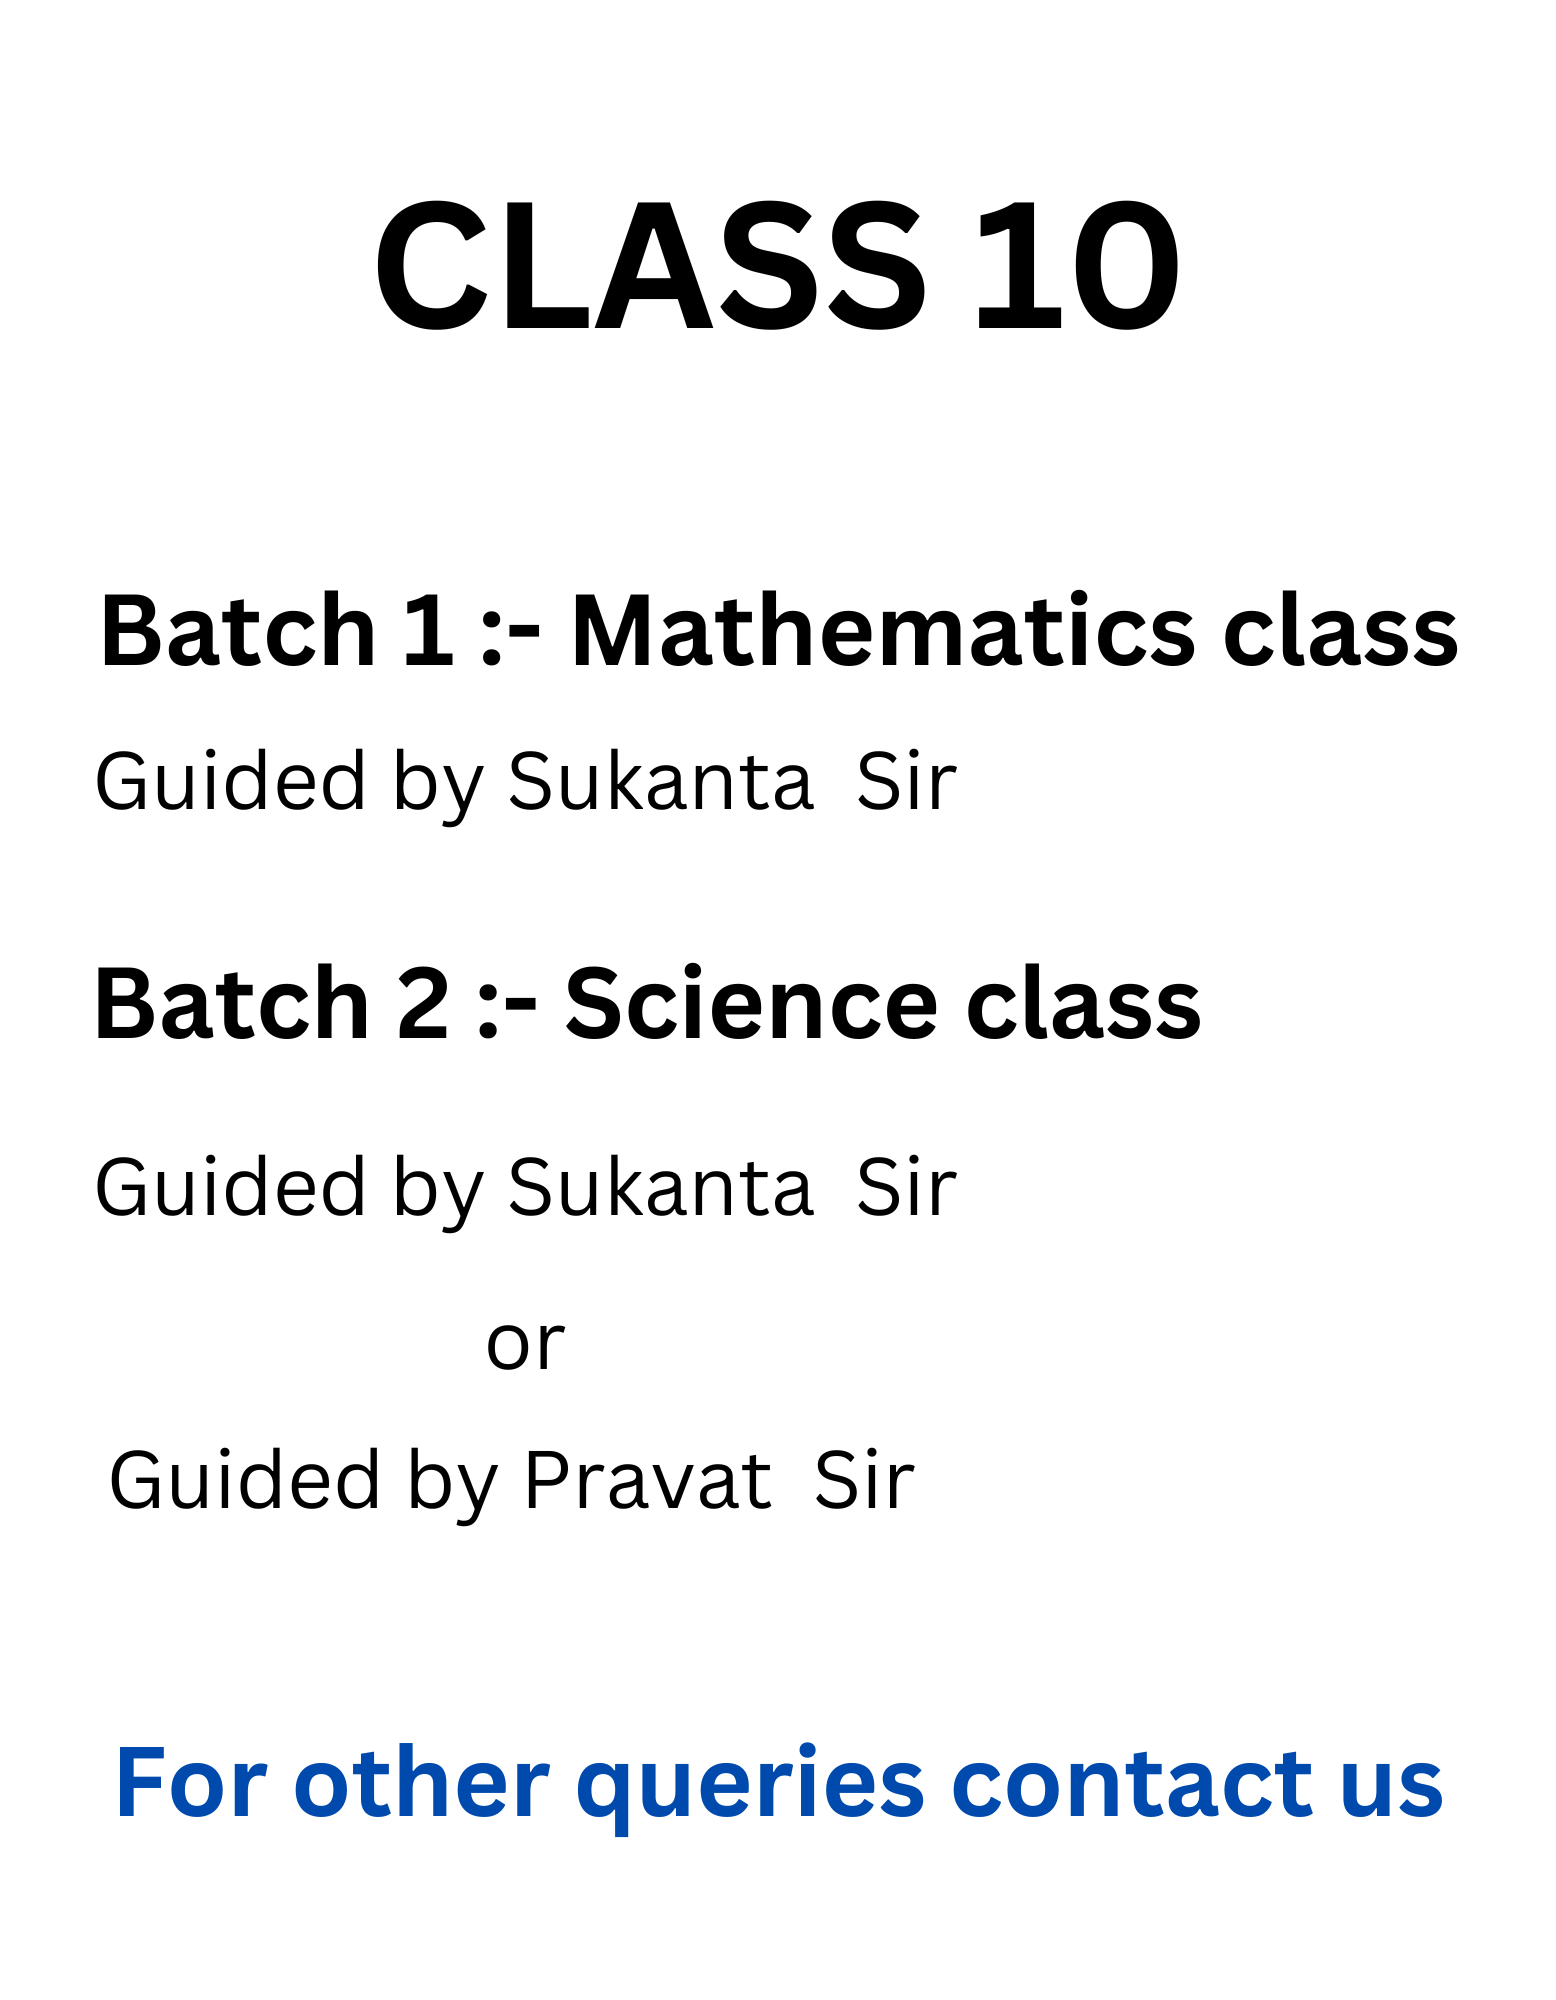 CLASS 10
Batch 1 :- Mathematics class
Guided by Sukanta  Sir
Batch 2 :- Science class
Guided by Sukanta  Sir
or
Guided by Pravat  Sir
For other queries contact us